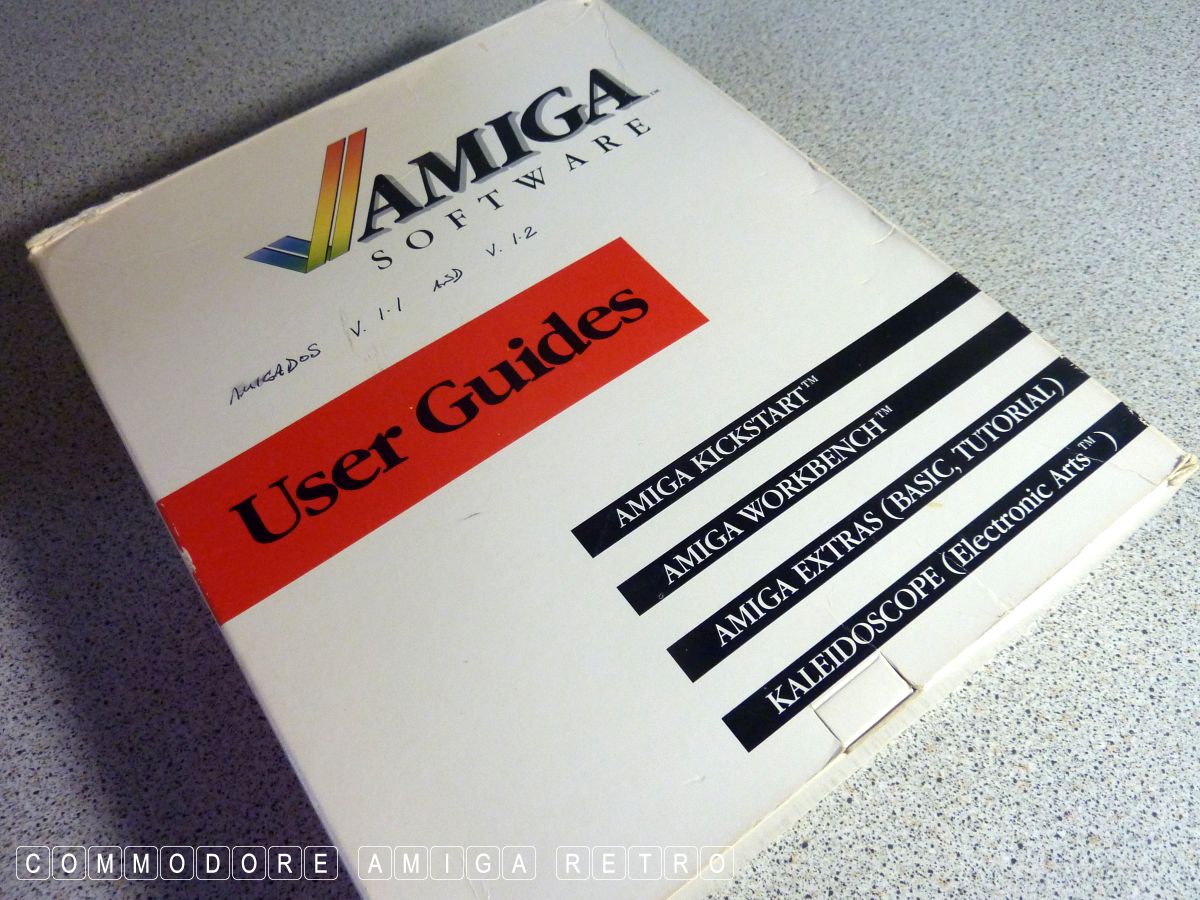 AMIGA™
SOFTWARE
AMIGADOS V. 1.1 AND V. 1.2
User Guides
AMIGA KICKSTART™
AMIGA WORKBENCH™
AMIGA EXTRAS (BASIC, TUTORIAL)
KALEIDOSCOPE (Electronic Arts™)
COMMODORE AMIGA RETRO